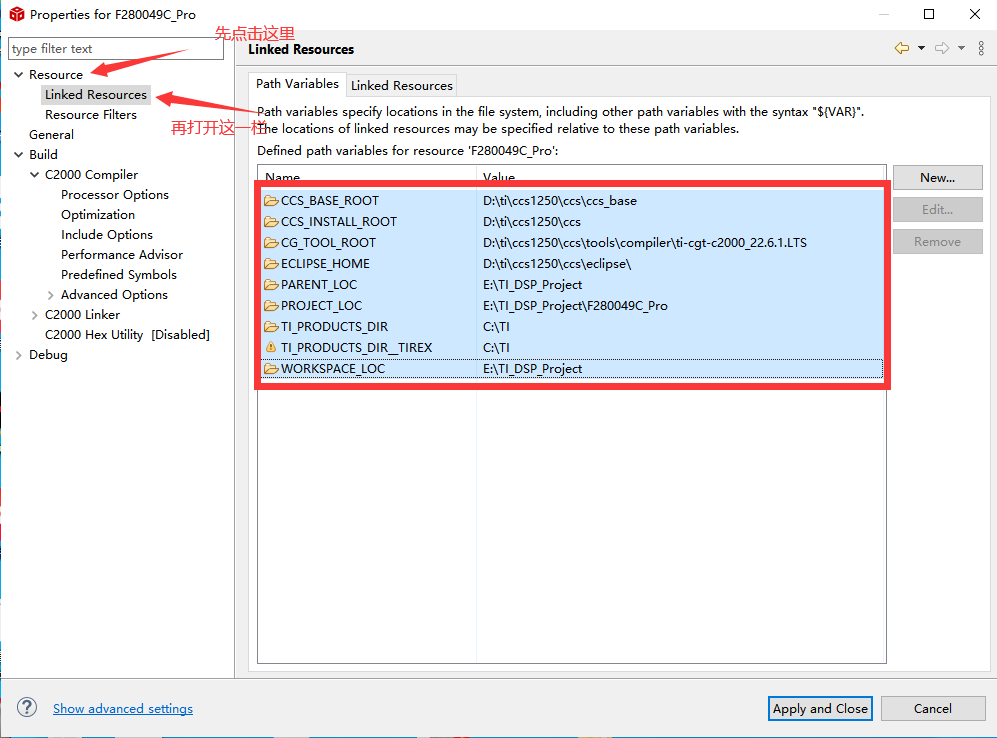 Properties for F280049C_Pro
先点击这里
type filter text
Linked Resources
Resource
Linked Resources
Resource Filters
再打开这一栏
General
Build
C2000 Compiler
Processor Options
Optimization
Include Options
Performance Advisor
Predefined Symbols
Advanced Options
C2000 Linker
C2000 Hex Utility [Disabled]
Debug
Path Variables
Linked Resources
Path variables specify locations in the file system, including other path variables with the syntax "${VAR}".
The locations of linked resources may be specified relative to these path variables.
Defined path variables for resource 'F280049C_Pro':
Name Value
CCS_BASE_ROOT D:\ti\ccs1250\ccs\ccs_base
CCS_INSTALL_ROOT D:\ti\ccs1250\ccs
CG_TOOL_ROOT D:\ti\ccs1250\ccs\tools\compiler\ti-cgt-c2000_22.6.1.LTS
ECLIPSE_HOME D:\ti\ccs1250\ccs\eclipse\
PARENT_LOC E:\TI_DSP_Project
PROJECT_LOC E:\TI_DSP_Project\F280049C_Pro
TI_PRODUCTS_DIR C:\TI
TI_PRODUCTS_DIR__TIREX C:\TI
WORKSPACE_LOC E:\TI_DSP_Project
New...
Edit...
Remove
Show advanced settings
Apply and Close
Cancel